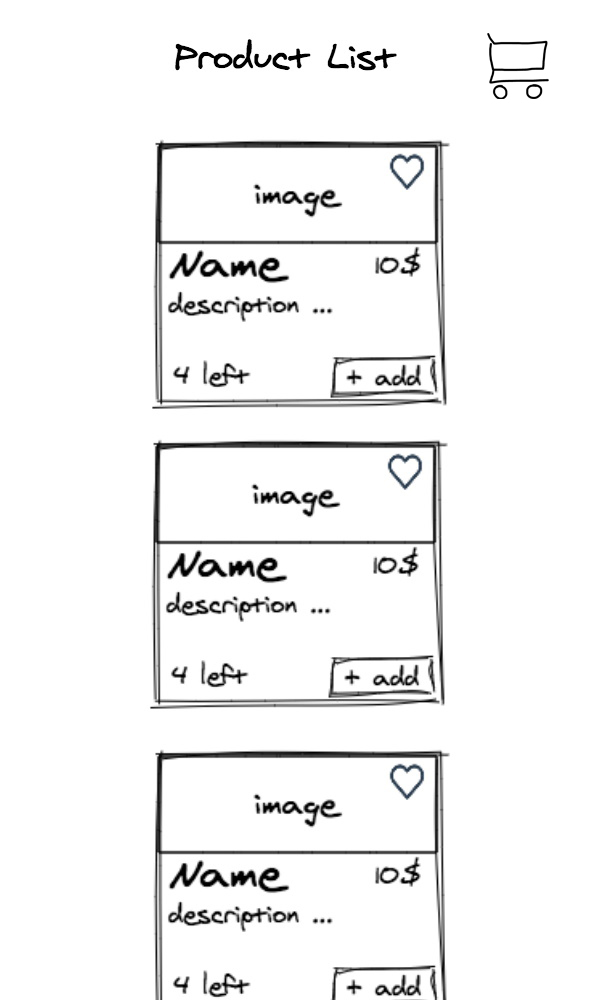 Product List
image
Name 10$
description ...
4 left + add
image
Name 10$
description ...
4 left + add
image
Name 10$
description ...
4 left + add